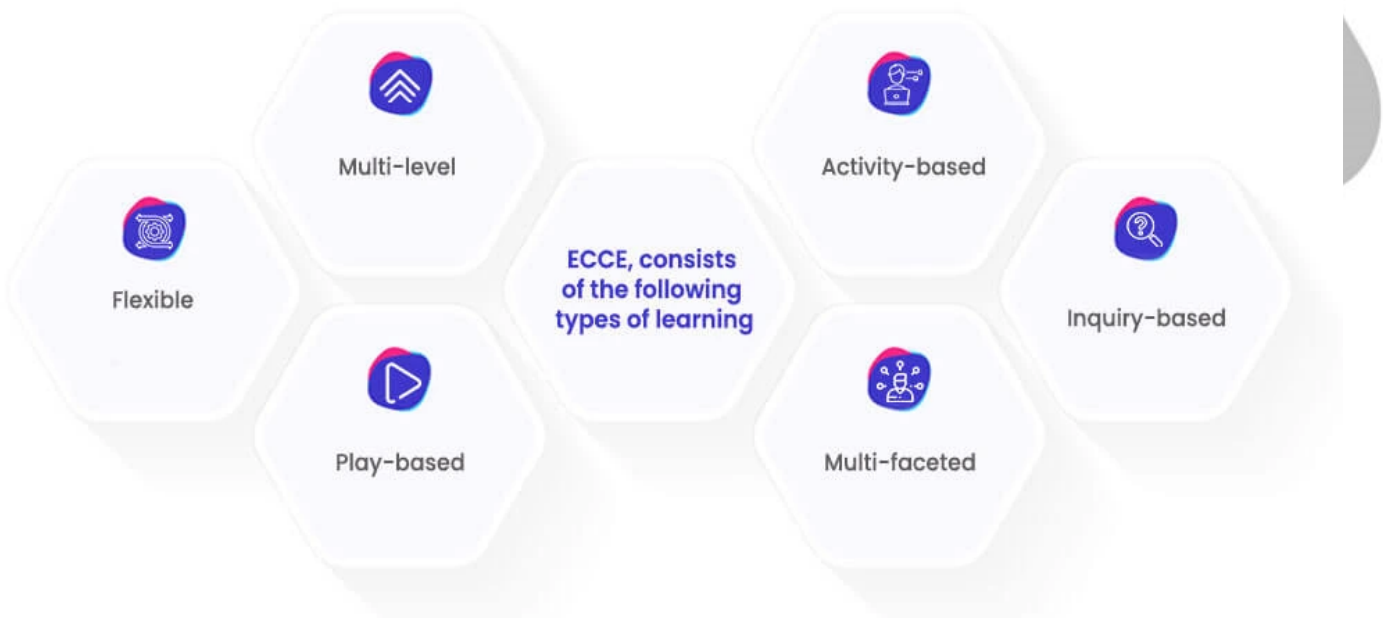 Multi-level
Activity-based
Flexible
ECCE, consists
of the following
types of learning
Inquiry-based
Play-based
Multi-faceted